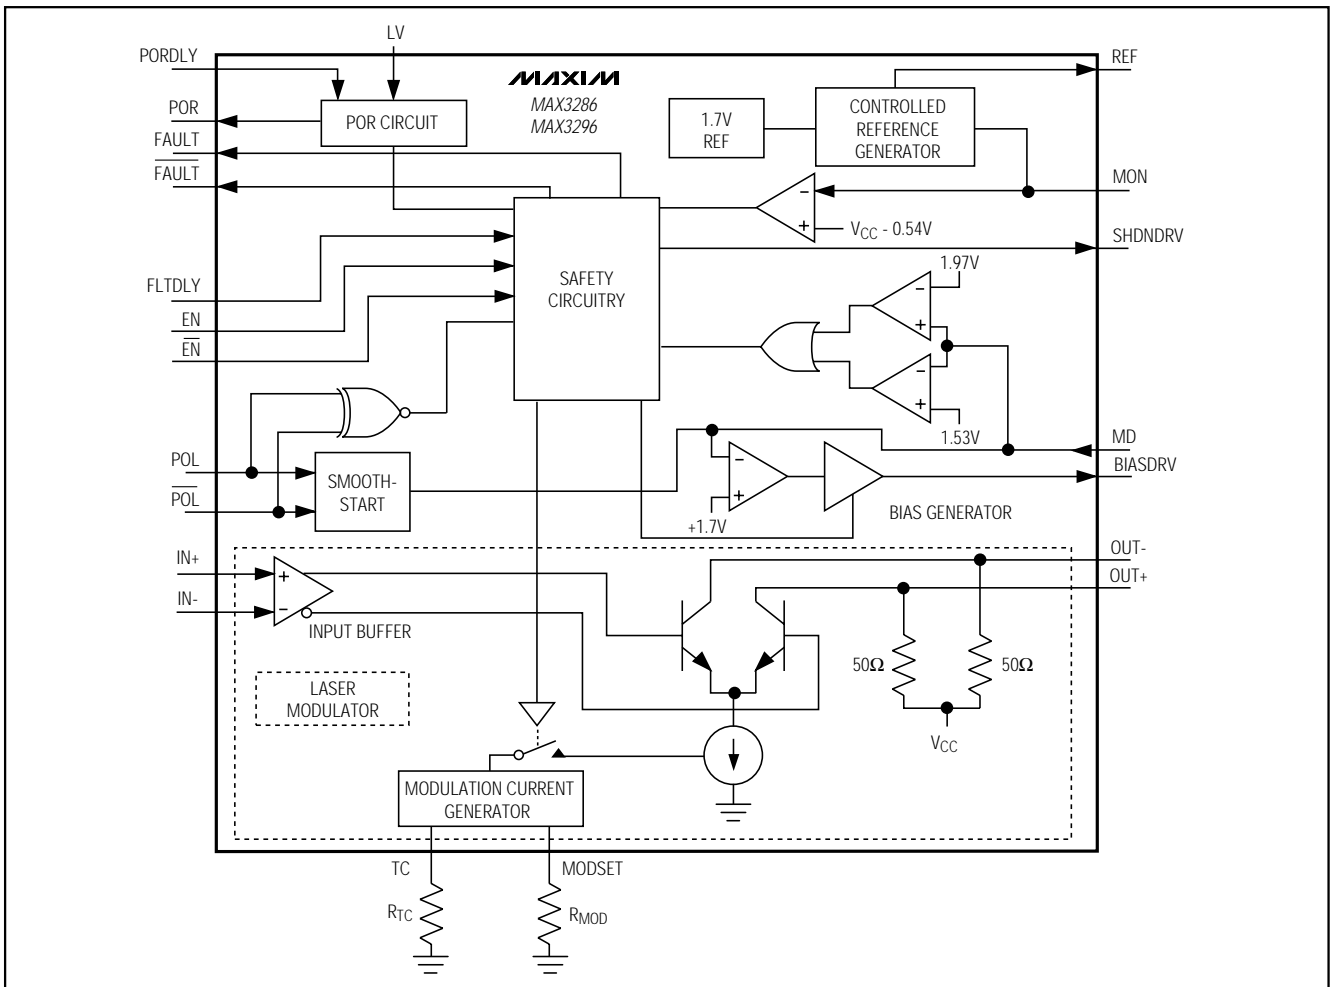 LV
PORDLY
MAXIM
MAX3286
MAX3296
REF
POR
POR CIRCUIT
1.7V
REF
CONTROLLED
REFERENCE
GENERATOR
FAULT
FAULT
MON
-
+
VCC - 0.54V
SHDNDRV
SAFETY
CIRCUITRY
FLTDLY
EN
EN
1.97V
-
+
-
+
1.53V
MD
POL
POL
SMOOTH-
START
-
+
+1.7V
BIASDRV
BIAS GENERATOR
IN+
IN-
+
-
INPUT BUFFER
OUT-
OUT+
50Ω
50Ω
VCC
LASER
MODULATOR
MODULATION CURRENT
GENERATOR
TC
MODSET
RTC
RMOD